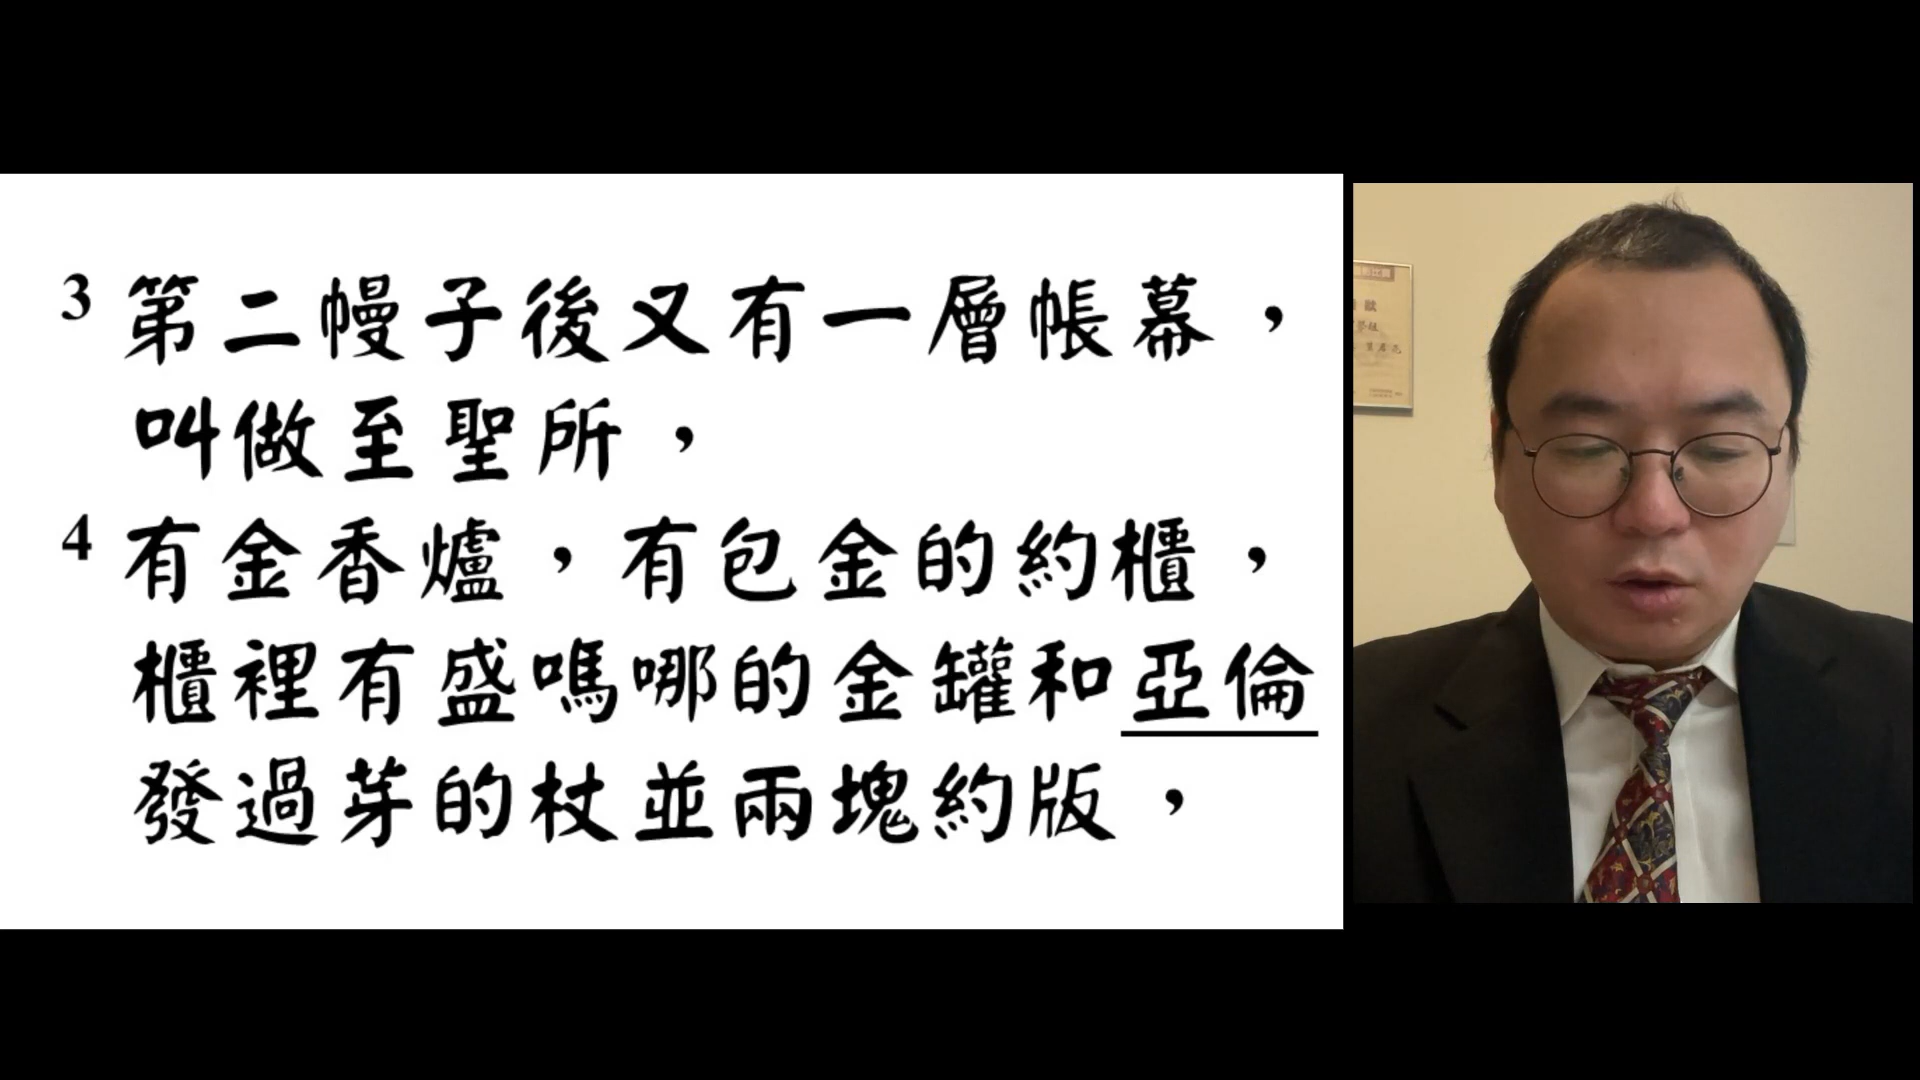 3 第二幔子後又有一層帳幕，
叫做至聖所，
4 有金香爐，有包金的約櫃，
櫃裡有盛嗎哪的金罐和亞倫
發過芽的杖並兩塊約版，